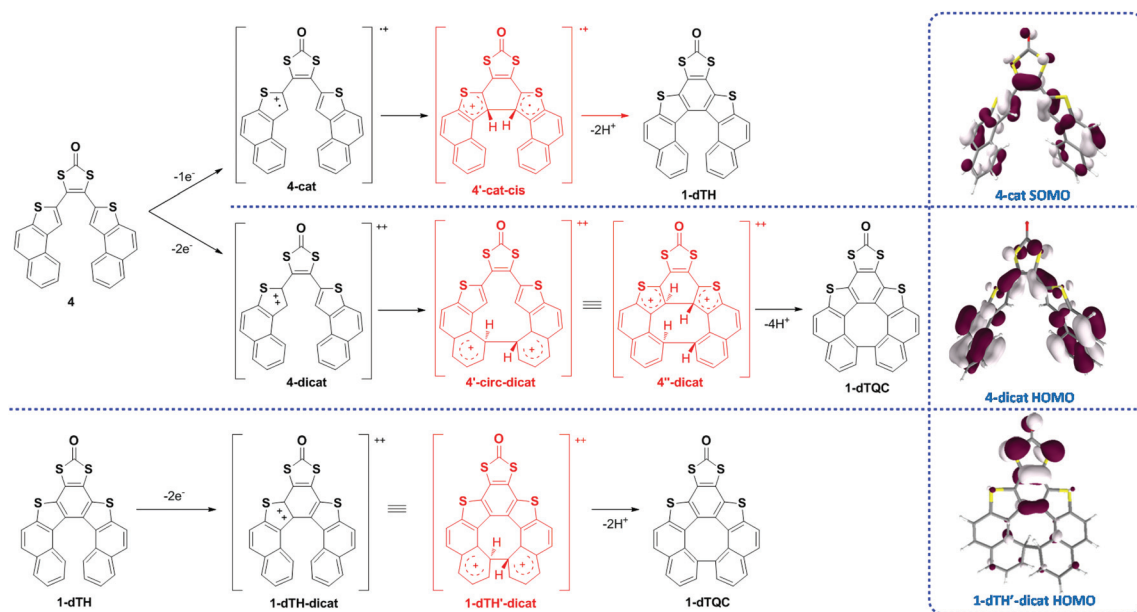 O
S S
S
+
4-cat
·+
O
S S
S S
+ +
H H
4'-cat-cis
·+
-2H⁺
O
S S
S S
1-dTH
4-cat SOMO
O
S S
S S
4
-1e⁻
-2e⁻
O
S S
S S
++
4-dicat
++
O
S S
S S
H
H
+ +
4'-circ-dicat
++
O
S S
S S
+ +
H
H
H
4''-dicat
++
-4H⁺
O
S S
S S
1-dTQC
4-dicat HOMO
O
S S
S S
1-dTH
-2e⁻
O
S S
S S
++
1-dTH-dicat
++
O
S S
S S
H
H
+ +
1-dTH'-dicat
++
-2H⁺
O
S S
S S
1-dTQC
1-dTH'-dicat HOMO